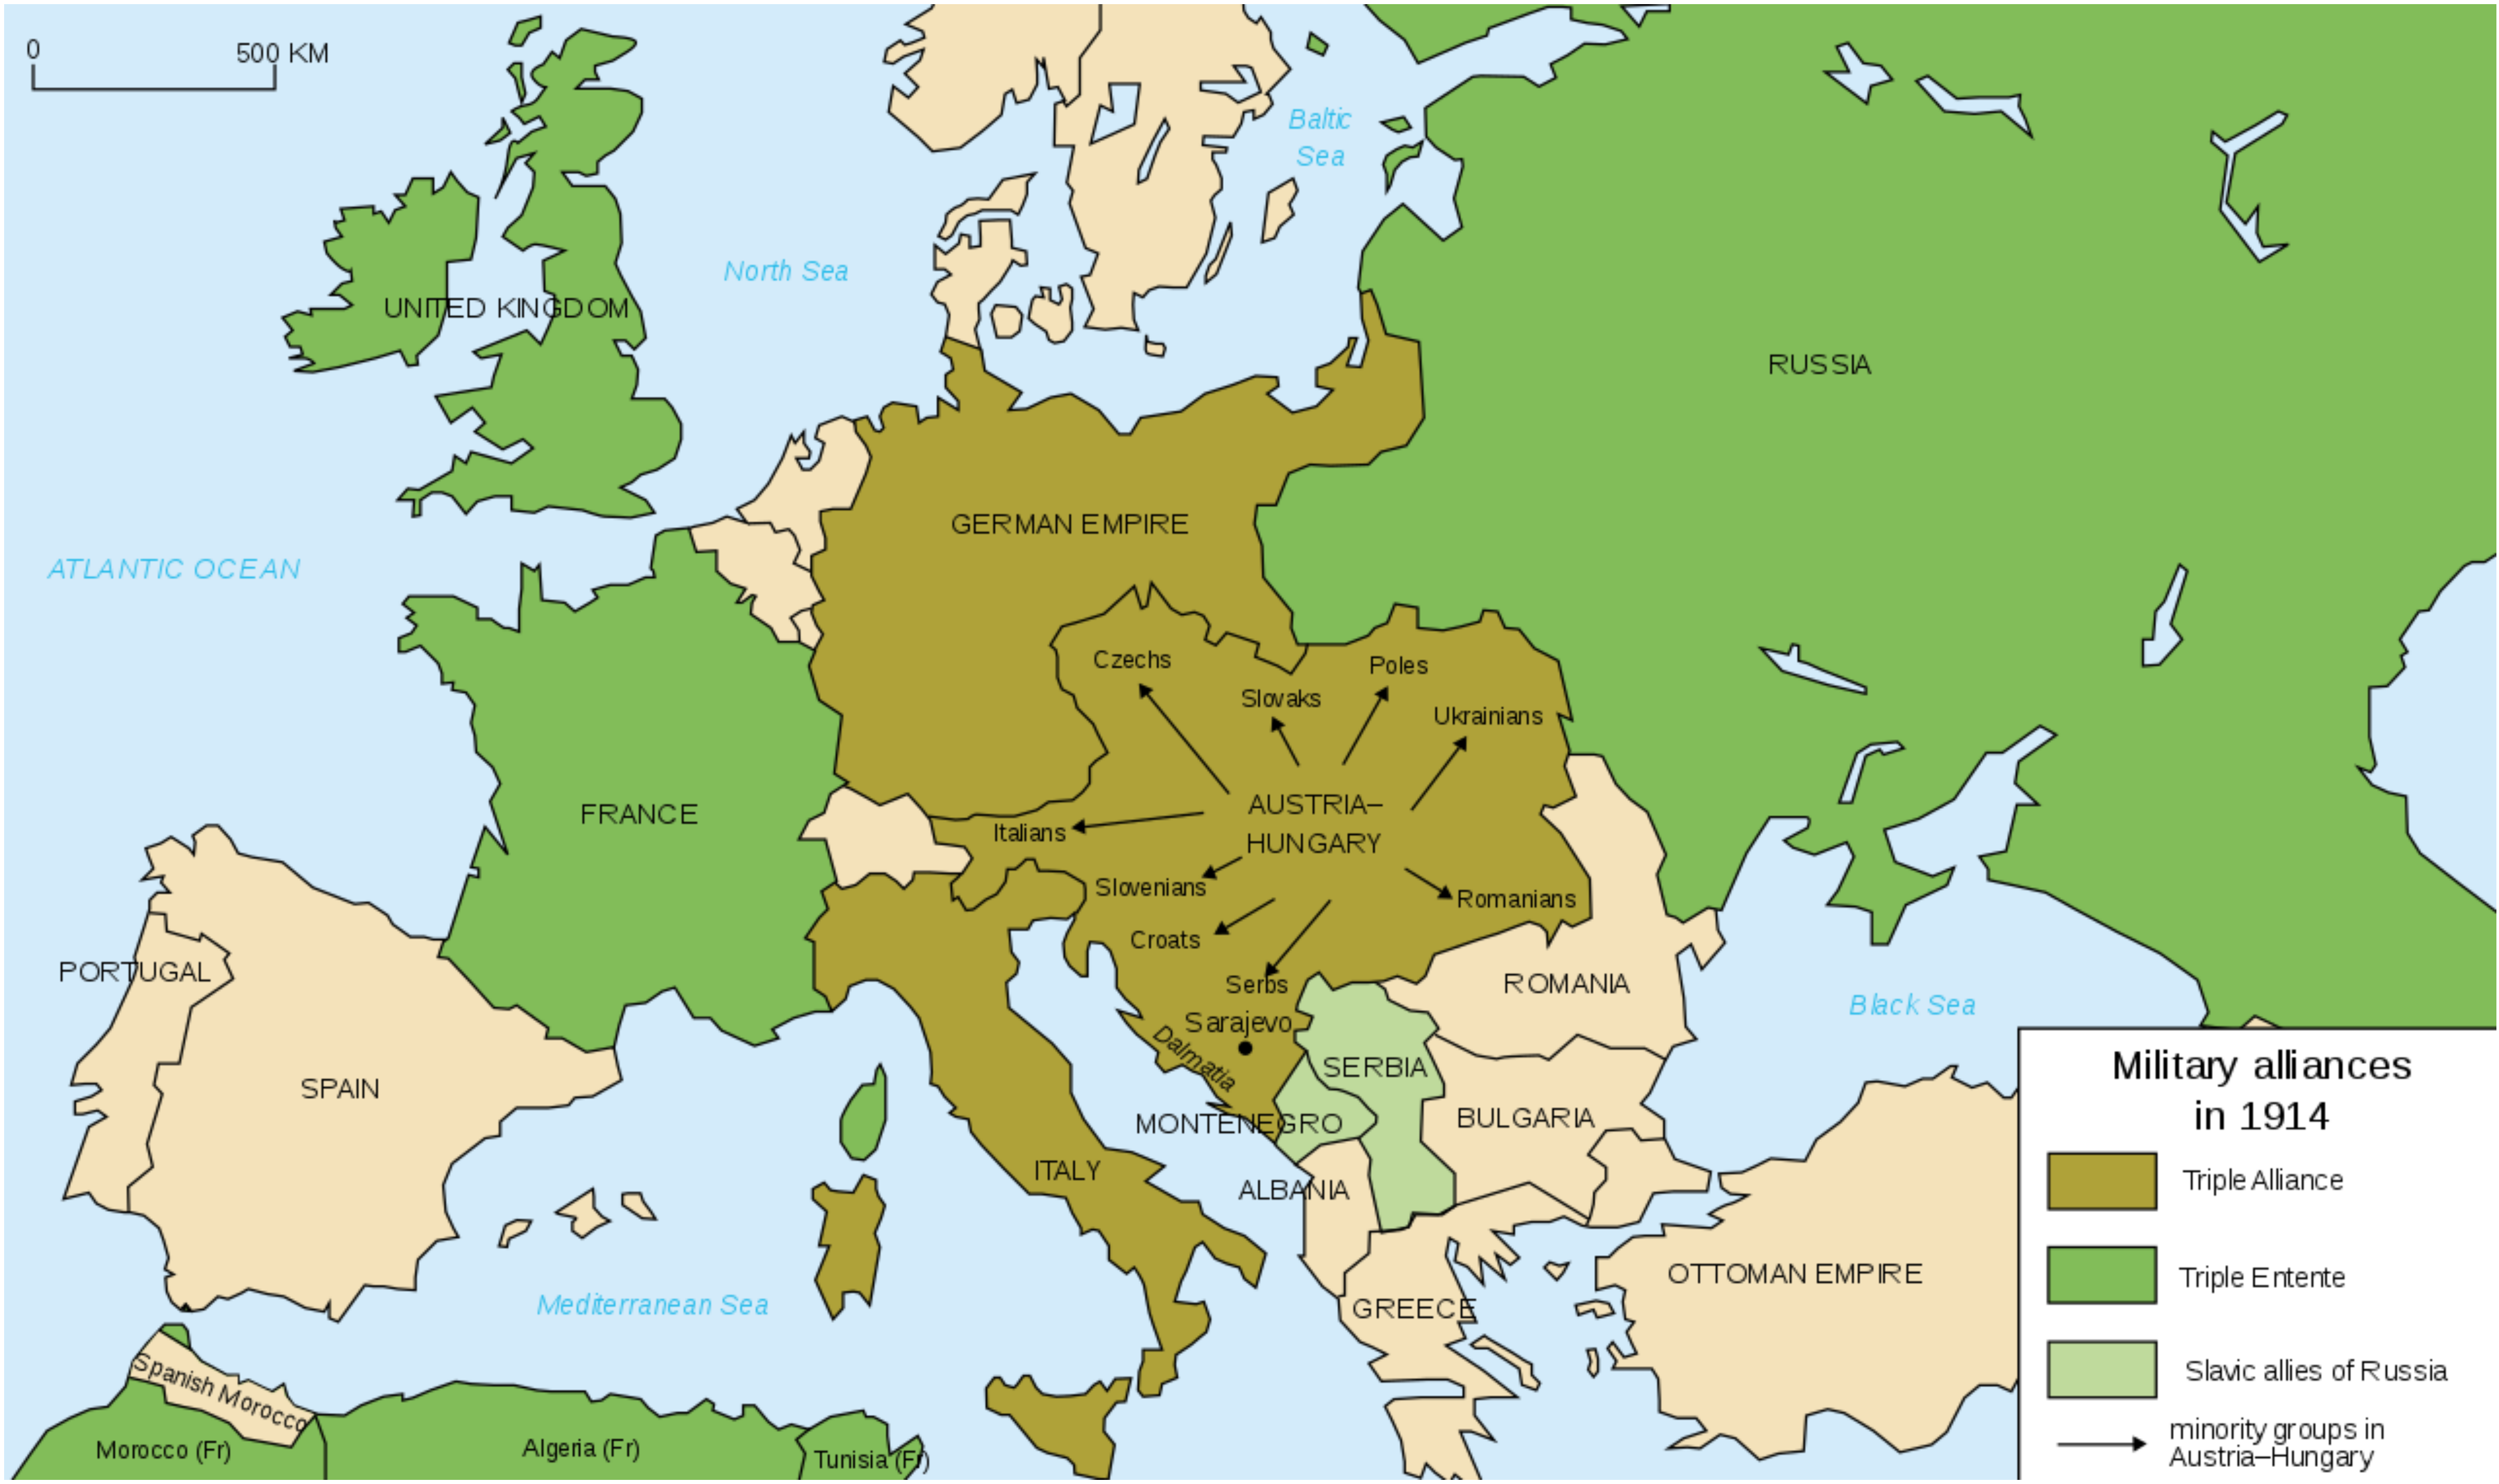 0
500 KM
Baltic
Sea
North Sea
UNITED KINGDOM
RUSSIA
GERMAN EMPIRE
ATLANTIC OCEAN
Czechs
Poles
Slovaks
Ukrainians
FRANCE
AUSTRIA–
HUNGARY
Italians
Slovenians
Romanians
Croats
PORTUGAL
Serbs
ROMANIA
Black Sea
Sarajevo
Dalmatia
SERBIA
SPAIN
MONTENEGRO
BULGARIA
ITALY
ALBANIA
OTTOMAN EMPIRE
Mediterranean Sea
GREECE
Spanish Morocco
Morocco (Fr)
Algeria (Fr)
Tunisia (Fr)
Military alliances
in 1914
Triple Alliance
Triple Entente
Slavic allies of Russia
minority groups in
Austria–Hungary